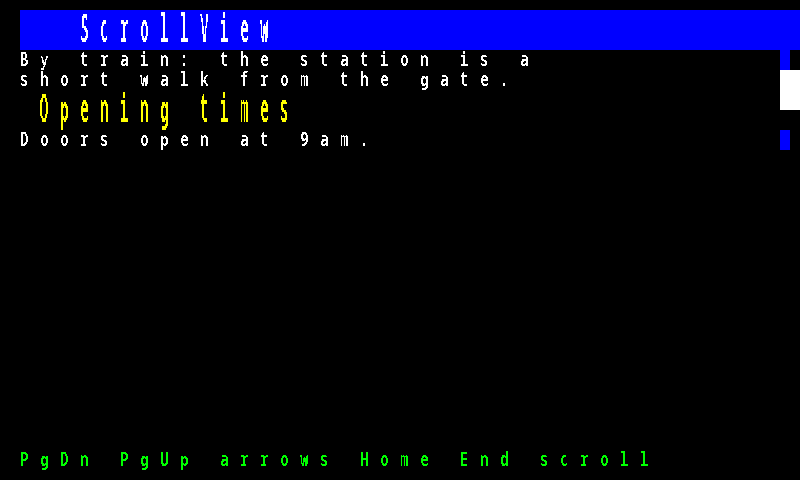 ScrollView
By train: the station is a
short walk from the gate.
Opening times
Doors open at 9am.
PgDn PgUp arrows Home End scroll